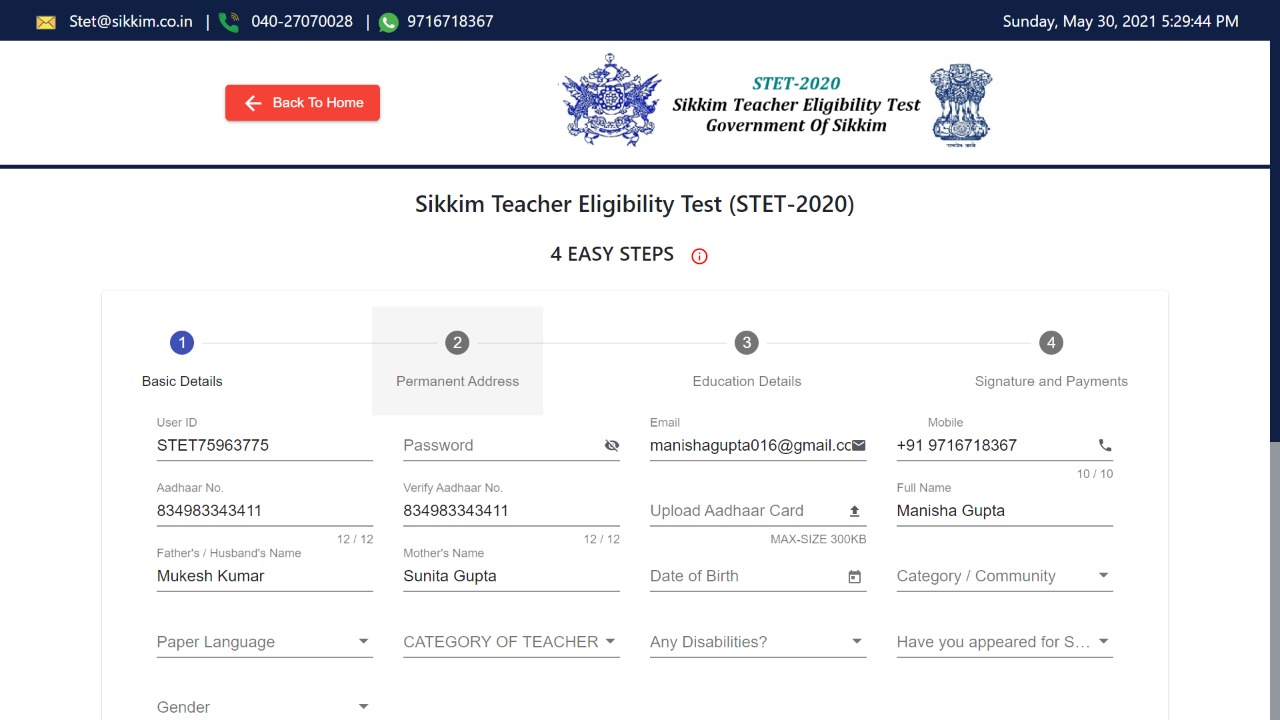 Stet@sikkim.co.in | 040-27070028 | 9716718367 Sunday, May 30, 2021 5:29:44 PM
Back To Home
STET-2020
Sikkim Teacher Eligibility Test
Government Of Sikkim
Sikkim Teacher Eligibility Test (STET-2020)
4 EASY STEPS
1 2 3 4
Basic Details Permanent Address Education Details Signature and Payments
User ID Email Mobile
STET75963775 Password manishagupta016@gmail.cc +91 9716718367
10 / 10
Aadhaar No. Verify Aadhaar No. Full Name
834983343411 834983343411 Upload Aadhaar Card Manisha Gupta
12 / 12 12 / 12 MAX-SIZE 300KB
Father's / Husband's Name Mother's Name
Mukesh Kumar Sunita Gupta Date of Birth Category / Community
Paper Language CATEGORY OF TEACHER Any Disabilities? Have you appeared for S...
Gender